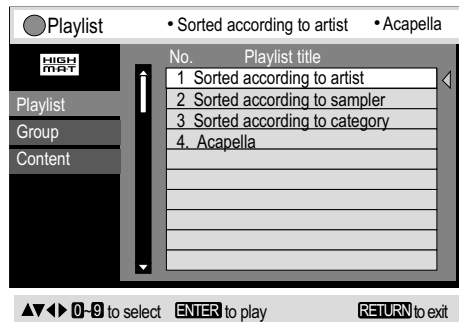 Playlist • Sorted according to artist • Acapella
HIGH
MAT
No. Playlist title
1 Sorted according to artist
2 Sorted according to sampler
3 Sorted according to category
4. Acapella
Playlist
Group
Content
▲▼◀▶ 0~9 to select ENTER to play RETURN to exit